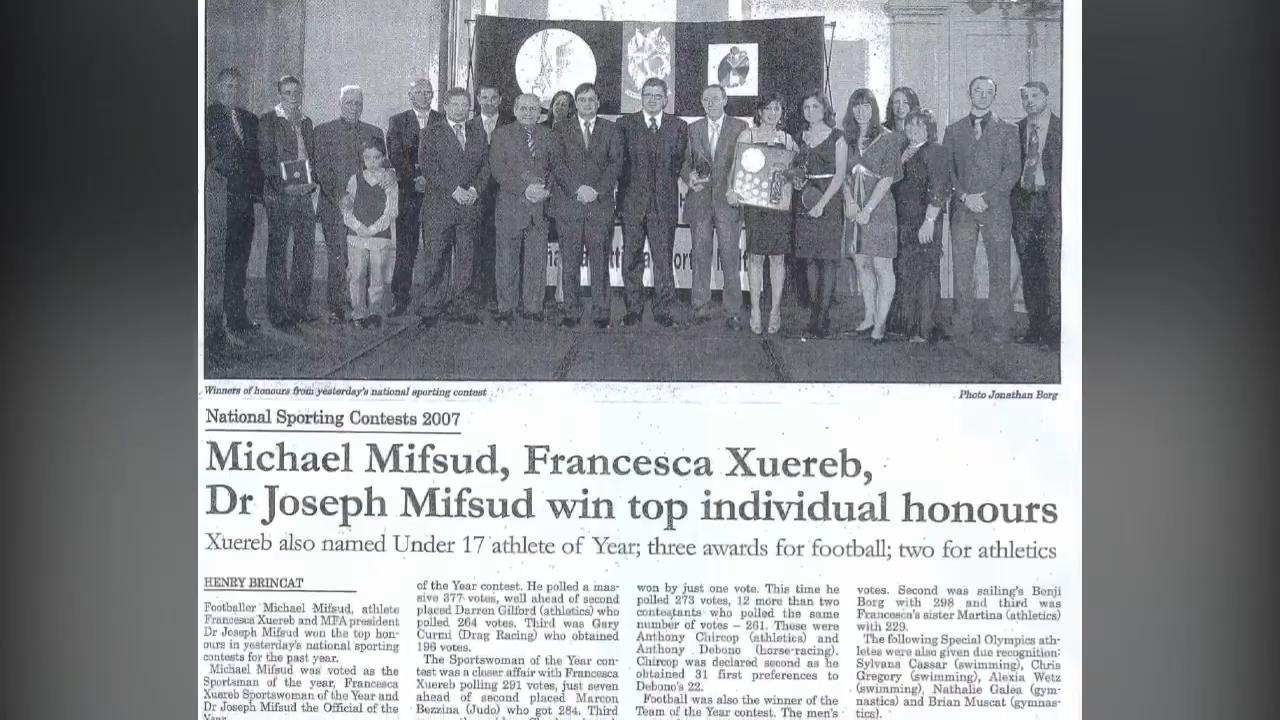 Winners of honours from yesterday's national sporting contest
Photo Jonathan Borg
National Sporting Contests 2007
Michael Mifsud, Francesca Xuereb,
Dr Joseph Mifsud win top individual honours
Xuereb also named Under 17 athlete of Year; three awards for football; two for athletics
HENRY BRINCAT
Footballer Michael Mifsud, athlete
Francesca Xuereb and MFA president
Dr Joseph Mifsud won the top hon-
ours in yesterday's national sporting
contests for the past year.
Michael Mifsud was voted as the
Sportsman of the year, Francesca
Xuereb Sportswoman of the Year and
Dr Joseph Mifsud the Official of the
of the Year contest. He polled a mas-
sive 377 votes, well ahead of second
placed Darren Gilford (athletics) who
polled 264 votes. Third was Gary
Curmi (Drag Racing) who obtained
196 votes.
The Sportswoman of the Year con-
test was a closer affair with Francesca
Xuereb polling 291 votes, just seven
ahead of second placed Marcon
Bezzina (Judo) who got 284. Third
won by just one vote. This time he
polled 273 votes, 12 more than two
contestants who polled the same
number of votes – 261. These were
Anthony Chircop (athletics) and
Anthony Debono (horse-racing).
Chircop was declared second as he
obtained 31 first preferences to
Debono's 22.
Football was also the winner of the
Team of the Year contest. The men's
votes. Second was sailing's Benji
Borg with 298 and third was
Francesca's sister Martina (athletics)
with 229.
The following Special Olympics ath-
letes were also given due recognition:
Sylvana Cassar (swimming), Chris
Gregory (swimming), Alexia Wetz
(swimming), Nathalie Galea (gym-
nastics) and Brian Muscat (gymnas-
tics).